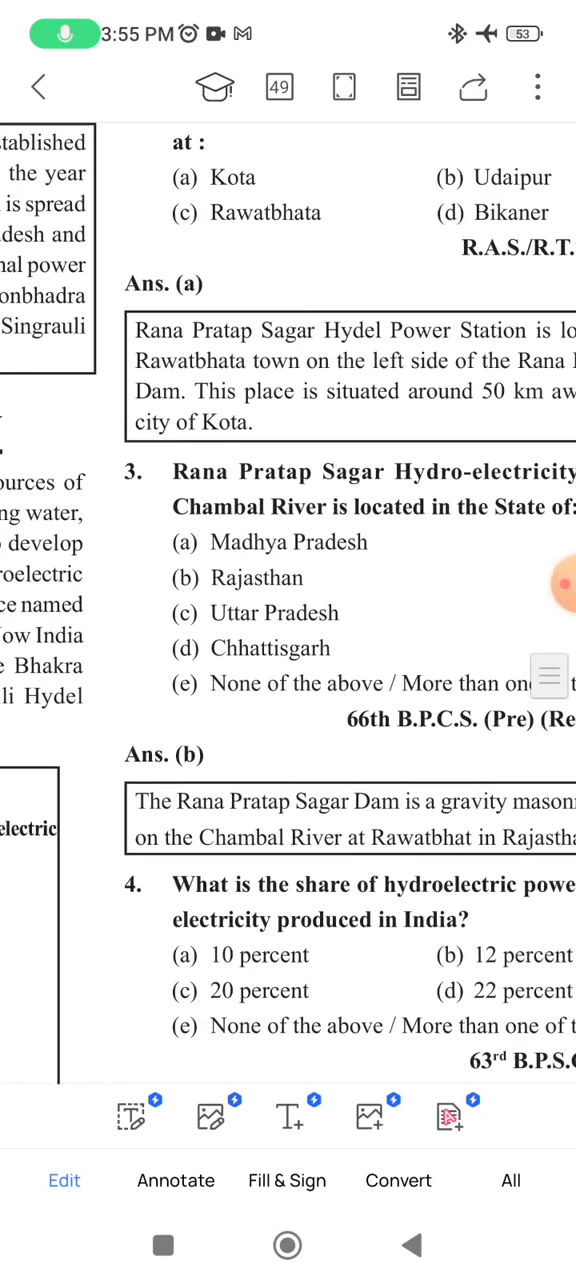 3:55 PM
53
49
stablished
the year
is spread
desh and
nal power
onbhadra
Singrauli
ources of
ng water,
develop
roelectric
ce named
Now India
e Bhakra
li Hydel
electric
at :
(a) Kota (b) Udaipur
(c) Rawatbhata (d) Bikaner
R.A.S./R.T.
Ans. (a)
Rana Pratap Sagar Hydel Power Station is lo
Rawatbhata town on the left side of the Rana
Dam. This place is situated around 50 km aw
city of Kota.
3. Rana Pratap Sagar Hydro-electricity
Chambal River is located in the State of:
(a) Madhya Pradesh
(b) Rajasthan
(c) Uttar Pradesh
(d) Chhattisgarh
(e) None of the above / More than on
66th B.P.C.S. (Pre) (Re
Ans. (b)
The Rana Pratap Sagar Dam is a gravity mason
on the Chambal River at Rawatbhat in Rajastha
4. What is the share of hydroelectric powe
electricity produced in India?
(a) 10 percent (b) 12 percent
(c) 20 percent (d) 22 percent
(e) None of the above / More than one of t
63rd B.P.S.C
Edit Annotate Fill & Sign Convert All